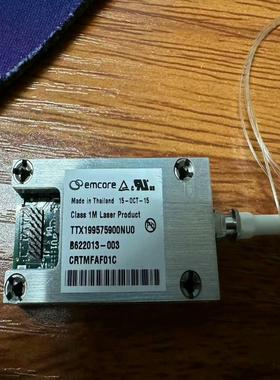 emcore
Made in Thailand 15-OCT-15
Class 1M Laser Product
TTX199575900NU0
B622013-003
CRTMFAF01C